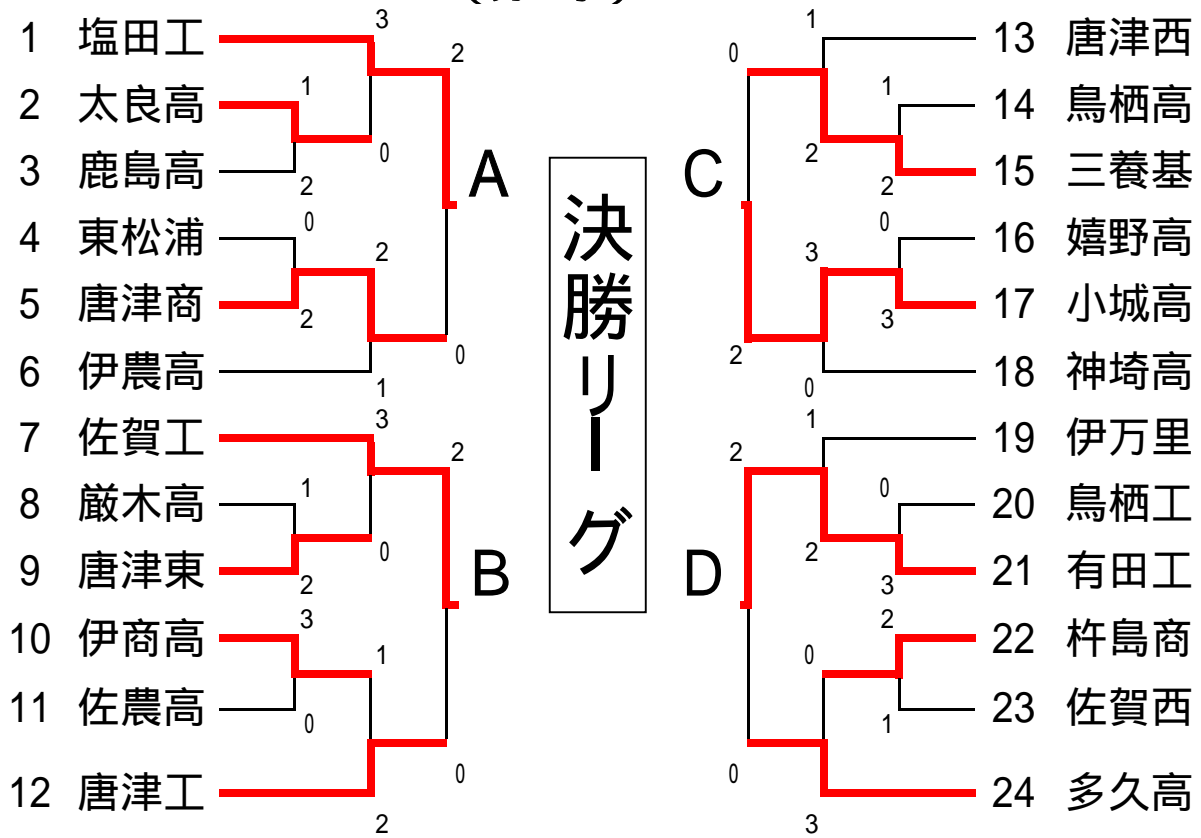 3
1 塩田工
2
2 太良高
1
0
3 鹿島高
2
A
4 東松浦
0
2
5 唐津商
2
6 伊農高
0
1
7 佐賀工
3
2
8 厳木高
1
0
9 唐津東
2
B
10 伊商高
3
1
11 佐農高
0
12 唐津工
0
2
決勝リーグ
1
13 唐津西
0
14 鳥栖高
1
2
15 三養基
2
C
16 嬉野高
0
3
17 小城高
3
18 神埼高
2
0
19 伊万里
1
2
20 鳥栖工
0
2
21 有田工
3
D
22 杵島商
2
0
23 佐賀西
1
24 多久高
0
3